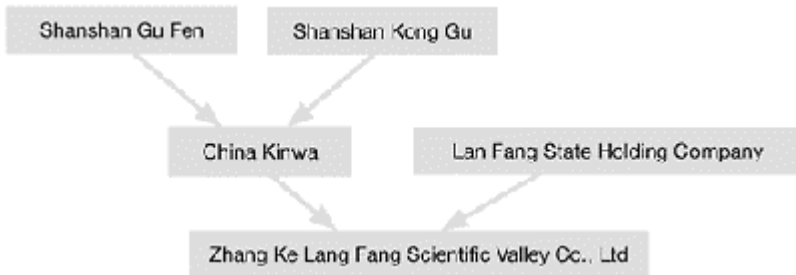 Shanshan Gu Fen
Shanshan Kong Gu
China Kinwa
Lan Fang State Holding Company
Zhang Ke Lang Fang Scientific Valley Co., Ltd